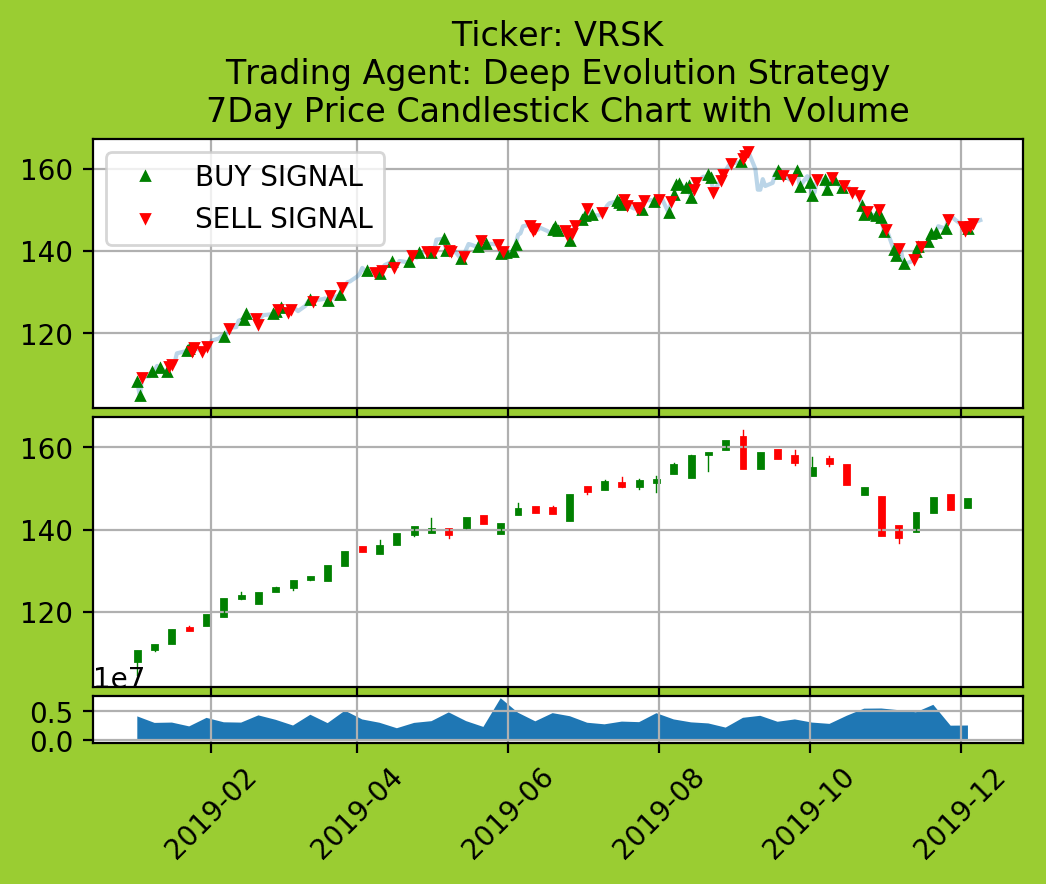 Ticker: VRSK
Trading Agent: Deep Evolution Strategy
7Day Price Candlestick Chart with Volume
160
140
120
BUY SIGNAL
SELL SIGNAL
160
140
120
1e7
0.5
0.0
2019-02
2019-04
2019-06
2019-08
2019-10
2019-12